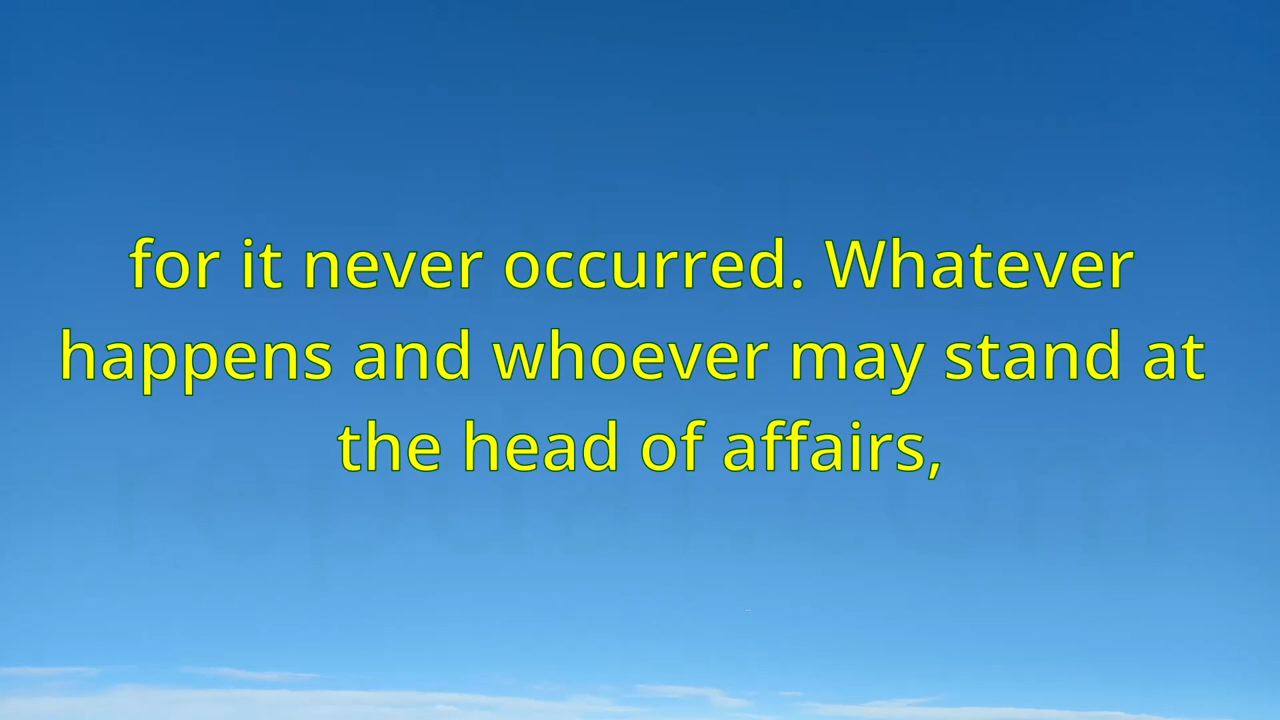 for it never occurred. Whatever
happens and whoever may stand at
the head of affairs,